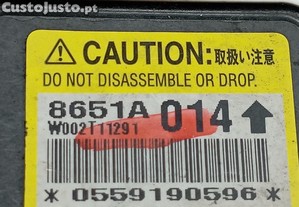 CustoJusto.pt
⚠ CAUTION:取扱い注意
DO NOT DISASSEMBLE OR DROP.
8651A 014 ↑
W002T11291
* 0559190596 *